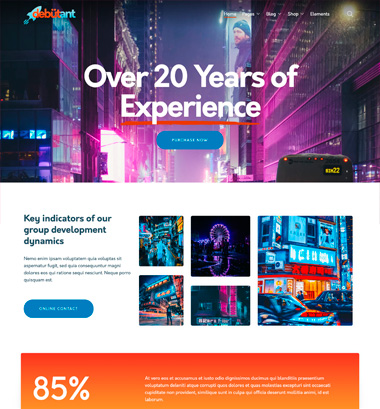 debütant
Home Pages Blog Shop Elements
Over 20 Years of
Experience
PURCHASE NOW
Key indicators of our
group development
dynamics
Nemo enim ipsam voluptatem quia voluptas sit
aspernatur fugit, sed quia consequuntur magni
dolores eos qui ratione sequi nesciunt. Neque porro
quisquam est.
ONLINE CONTACT
85%
At vero eos et accusamus et iusto odio dignissimos ducimus qui blanditiis praesentium
voluptatum deleniti atque corrupti quos dolores et quas molestias excepturi sint occaecati
cupiditate non provident, similique sunt in culpa qui officia deserunt mollitia animi, id est
laborum.